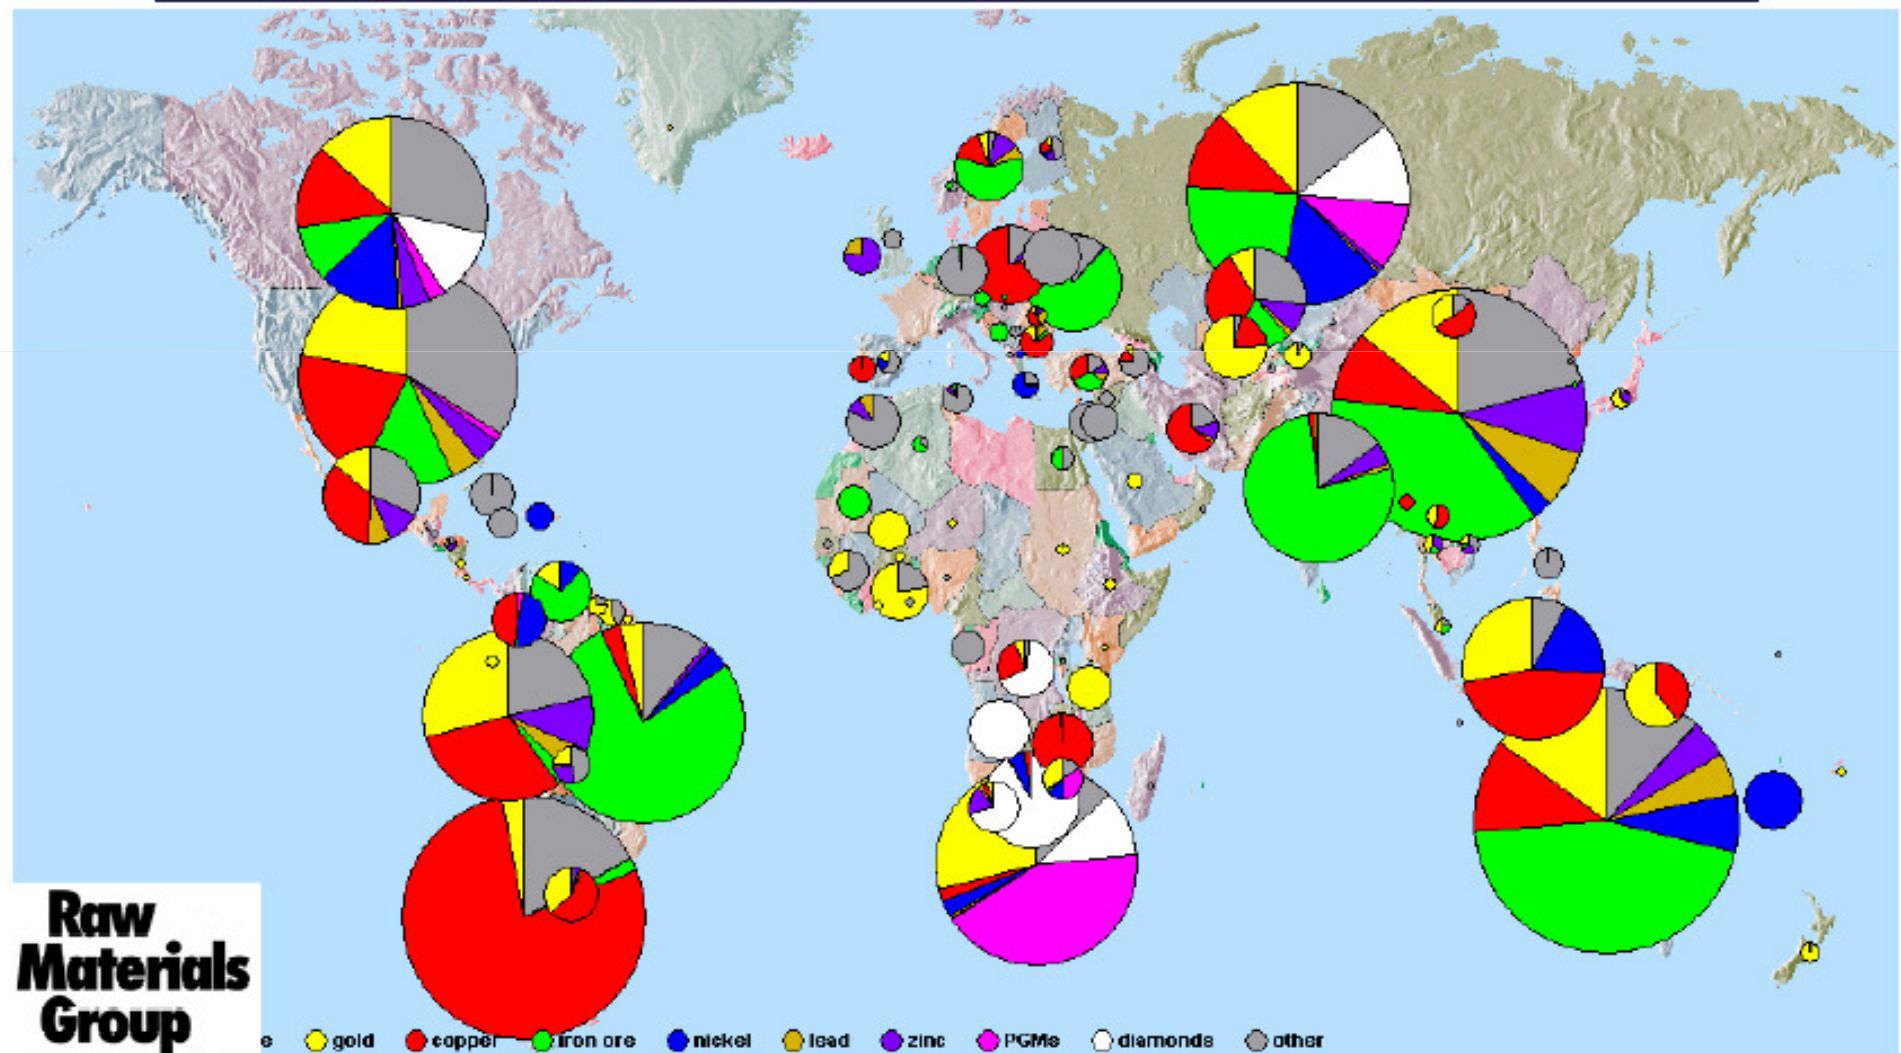 Raw
Materials
Group
e gold copper iron ore nickel lead zinc PGMs diamonds other